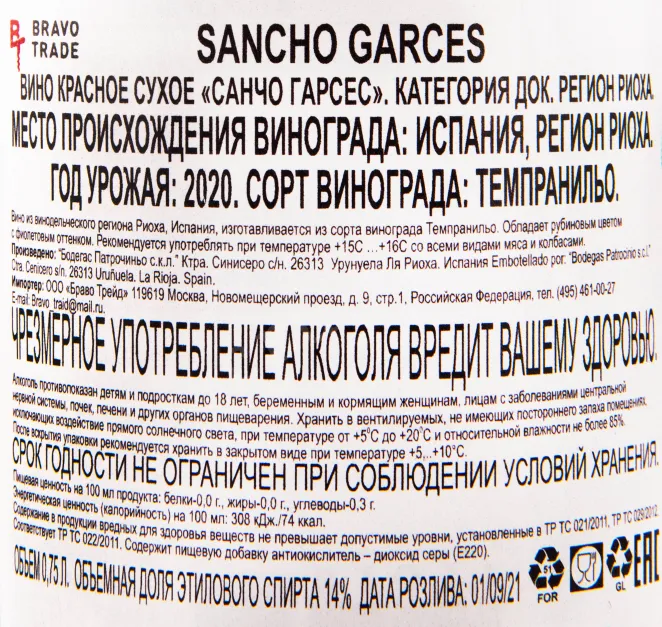 BRAVO
TRADE
SANCHO GARCES
ВИНО КРАСНОЕ СУХОЕ «САНЧО ГАРСЕС». КАТЕГОРИЯ ДОК. РЕГИОН РИОХА.
МЕСТО ПРОИСХОЖДЕНИЯ ВИНОГРАДА: ИСПАНИЯ, РЕГИОН РИОХА.
ГОД УРОЖАЯ: 2020. СОРТ ВИНОГРАДА: ТЕМПРАНИЛЬО.
Вино из винодельческого региона Риоха, Испания, изготавливается из сорта винограда Темпранильо. Обладает рубиновым цветом
с фиолетовым оттенком. Рекомендуется употреблять при температуре +15С ...+16С со всеми видами мяса и колбасами.
Произведено: "Бодегас Патрочиньо с.к.л." Ктра. Синисеро с/н. 26313 Урунуела Ля Риоха. Испания Embotellado por: "Bodegas Patrocinio s.c.l."
Ctra. Cenicero s/n. 26313 Uruñuela. La Rioja. Spain.
Импортер: ООО «Браво Трейд» 119619 Москва, Новомещерский проезд, д. 9, стр.1, Российская Федерация, тел. (495) 461-00-27
E-mail: Bravo_traid@mail.ru
ЧРЕЗМЕРНОЕ УПОТРЕБЛЕНИЕ АЛКОГОЛЯ ВРЕДИТ ВАШЕМУ ЗДОРОВЬЮ.
Алкоголь противопоказан детям и подросткам до 18 лет, беременным и кормящим женщинам, лицам с заболеваниями центральной
нервной системы, почек, печени и других органов пищеварения. Хранить в вентилируемых, не имеющих постороннего запаха помещениях,
исключающих воздействие прямого солнечного света, при температуре от +5°С до +20°С и относительной влажности не более 85%.
После вскрытия упаковки рекомендуется хранить в закрытом виде при температуре +5,..+10°С.
СРОК ГОДНОСТИ НЕ ОГРАНИЧЕН ПРИ СОБЛЮДЕНИИ УСЛОВИЙ ХРАНЕНИЯ.
Пищевая ценность на 100 мл продукта: белки-0,0 г., жиры-0,0 г., углеводы-0,3 г.
Энергетическая ценность (калорийность) на 100 мл: 308 кДж./74 ккал.
Содержание в продукции вредных для здоровья веществ не превышает допустимые уровни, установленные в ТР ТС 021/2011, ТР ТС 029/2012.
Соответствует ТР ТС 022/2011. Содержит пищевую добавку антиокислитель – диоксид серы (Е220).
ОБЪЕМ 0,75 Л. ОБЪЕМНАЯ ДОЛЯ ЭТИЛОВОГО СПИРТА 14% ДАТА РОЗЛИВА: 01/09/21
51
FOR
GL
EAC